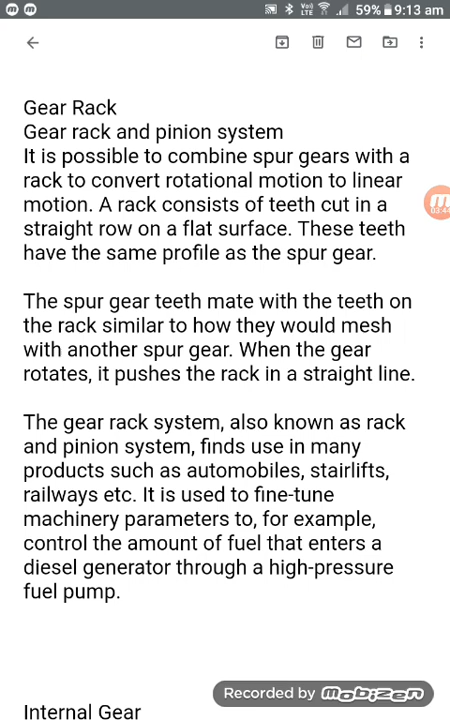 Vo))
LTE
59% 9:13 am
Gear Rack
Gear rack and pinion system
It is possible to combine spur gears with a
rack to convert rotational motion to linear
motion. A rack consists of teeth cut in a
straight row on a flat surface. These teeth
have the same profile as the spur gear.
03:44
The spur gear teeth mate with the teeth on
the rack similar to how they would mesh
with another spur gear. When the gear
rotates, it pushes the rack in a straight line.
The gear rack system, also known as rack
and pinion system, finds use in many
products such as automobiles, stairlifts,
railways etc. It is used to fine-tune
machinery parameters to, for example,
control the amount of fuel that enters a
diesel generator through a high-pressure
fuel pump.
Recorded by mobizen
Internal Gear